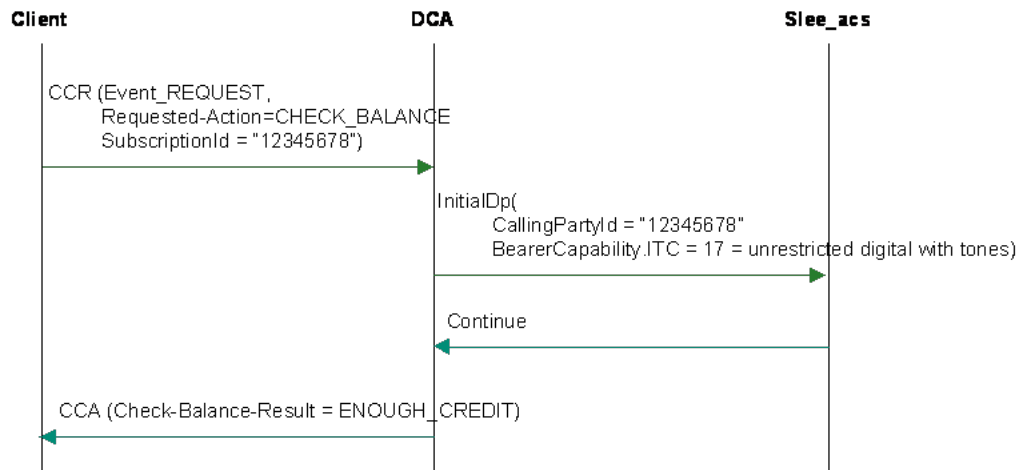 Client DCA Slee_acs
CCR (Event_REQUEST,
Requested-Action=CHECK_BALANCE
SubscriptionId = "12345678")
InitialDp(
CallingPartyId = "12345678"
BearerCapability.ITC = 17 = unrestricted digital with tones)
Continue
CCA (Check-Balance-Result = ENOUGH_CREDIT)